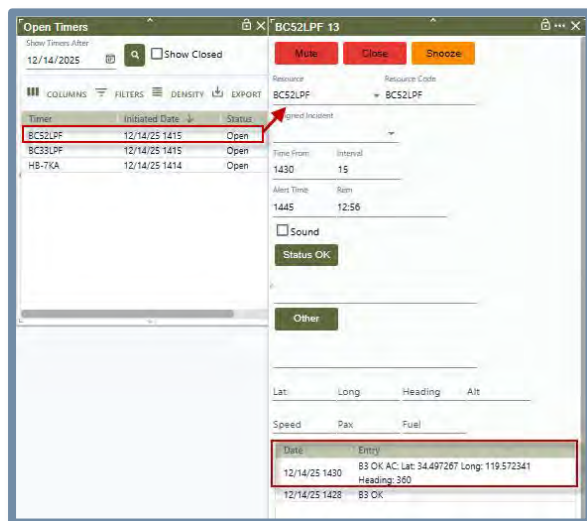 Open Timers
Show Timers After
12/14/2025
Show Closed
COLUMNS FILTERS DENSITY EXPORT
Timer Initiated Date Status
BC52LPF 12/14/25 1415 Open
BC33LPF 12/14/25 1415 Open
HB-7KA 12/14/25 1414 Open
BC52LPF 13
Mute Close Snooze
Resource Resource Code
BC52LPF BC52LPF
Incident
Time From Interval
1430 15
Alert Time Rem
1445 12:56
Sound
Status OK
Other
Lat Long Heading Alt
Speed Pax Fuel
Date Entry
12/14/25 1430 B3 OK AC: Lat: 34.497267 Long: 119.572341
Heading: 360
12/14/25 1428 B3 OK